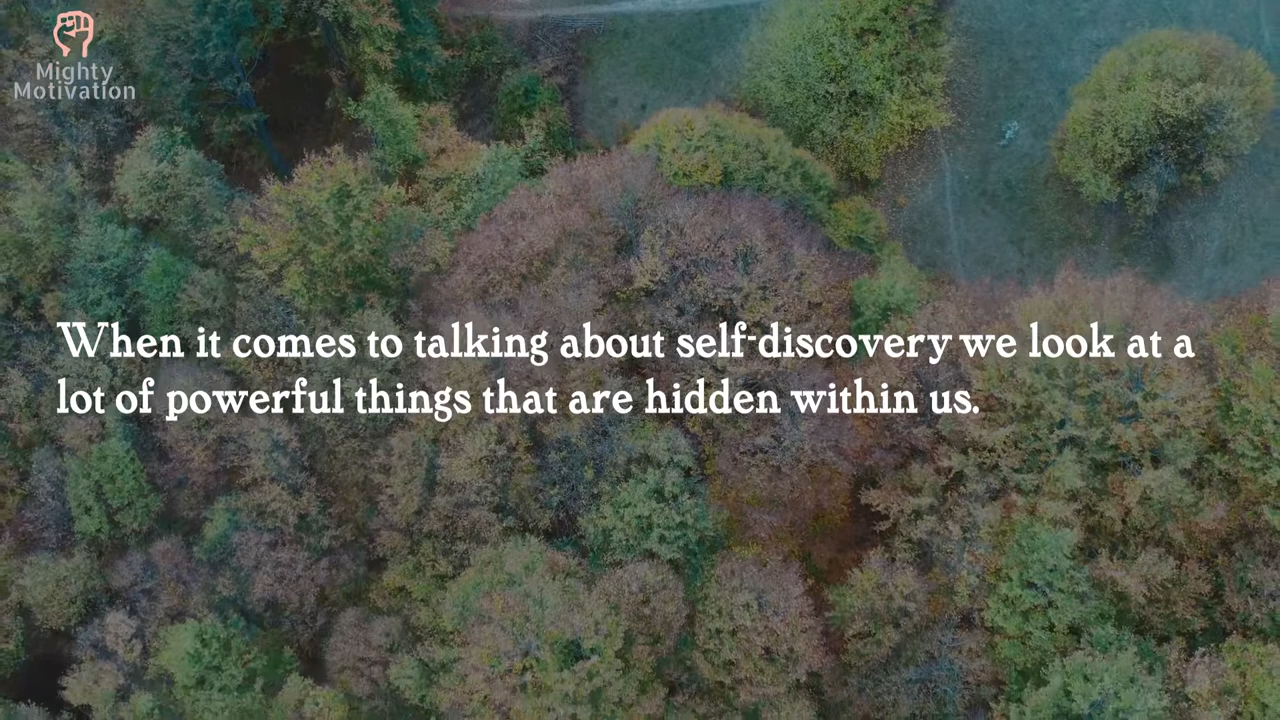 Mighty
Motivation
When it comes to talking about self-discovery we look at a
lot of powerful things that are hidden within us.